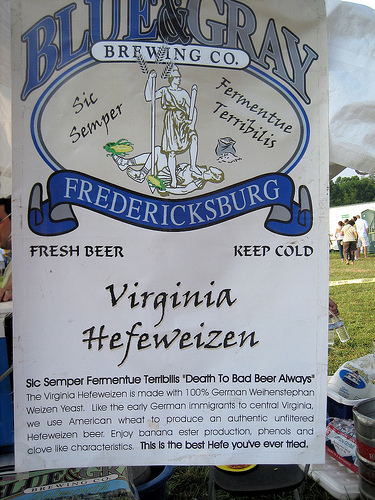 BLUE & GRAY
BREWING CO.
Sic
Semper
Fermentue
Terribilis
FREDERICKSBURG
FRESH BEER KEEP COLD
Virginia
Hefeweizen
Sic Semper Fermentue Terribilis "Death To Bad Beer Always"
The Virginia Hefeweizen is made with 100% German Weihenstephan
Weizen Yeast. Like the early German immigrants to central Virginia,
we use American wheat to produce an authentic unfiltered
Hefeweizen beer. Enjoy banana ester production, phenols and
clove like characteristics. This is the best Hefe you've ever tried.
BREWING CO.